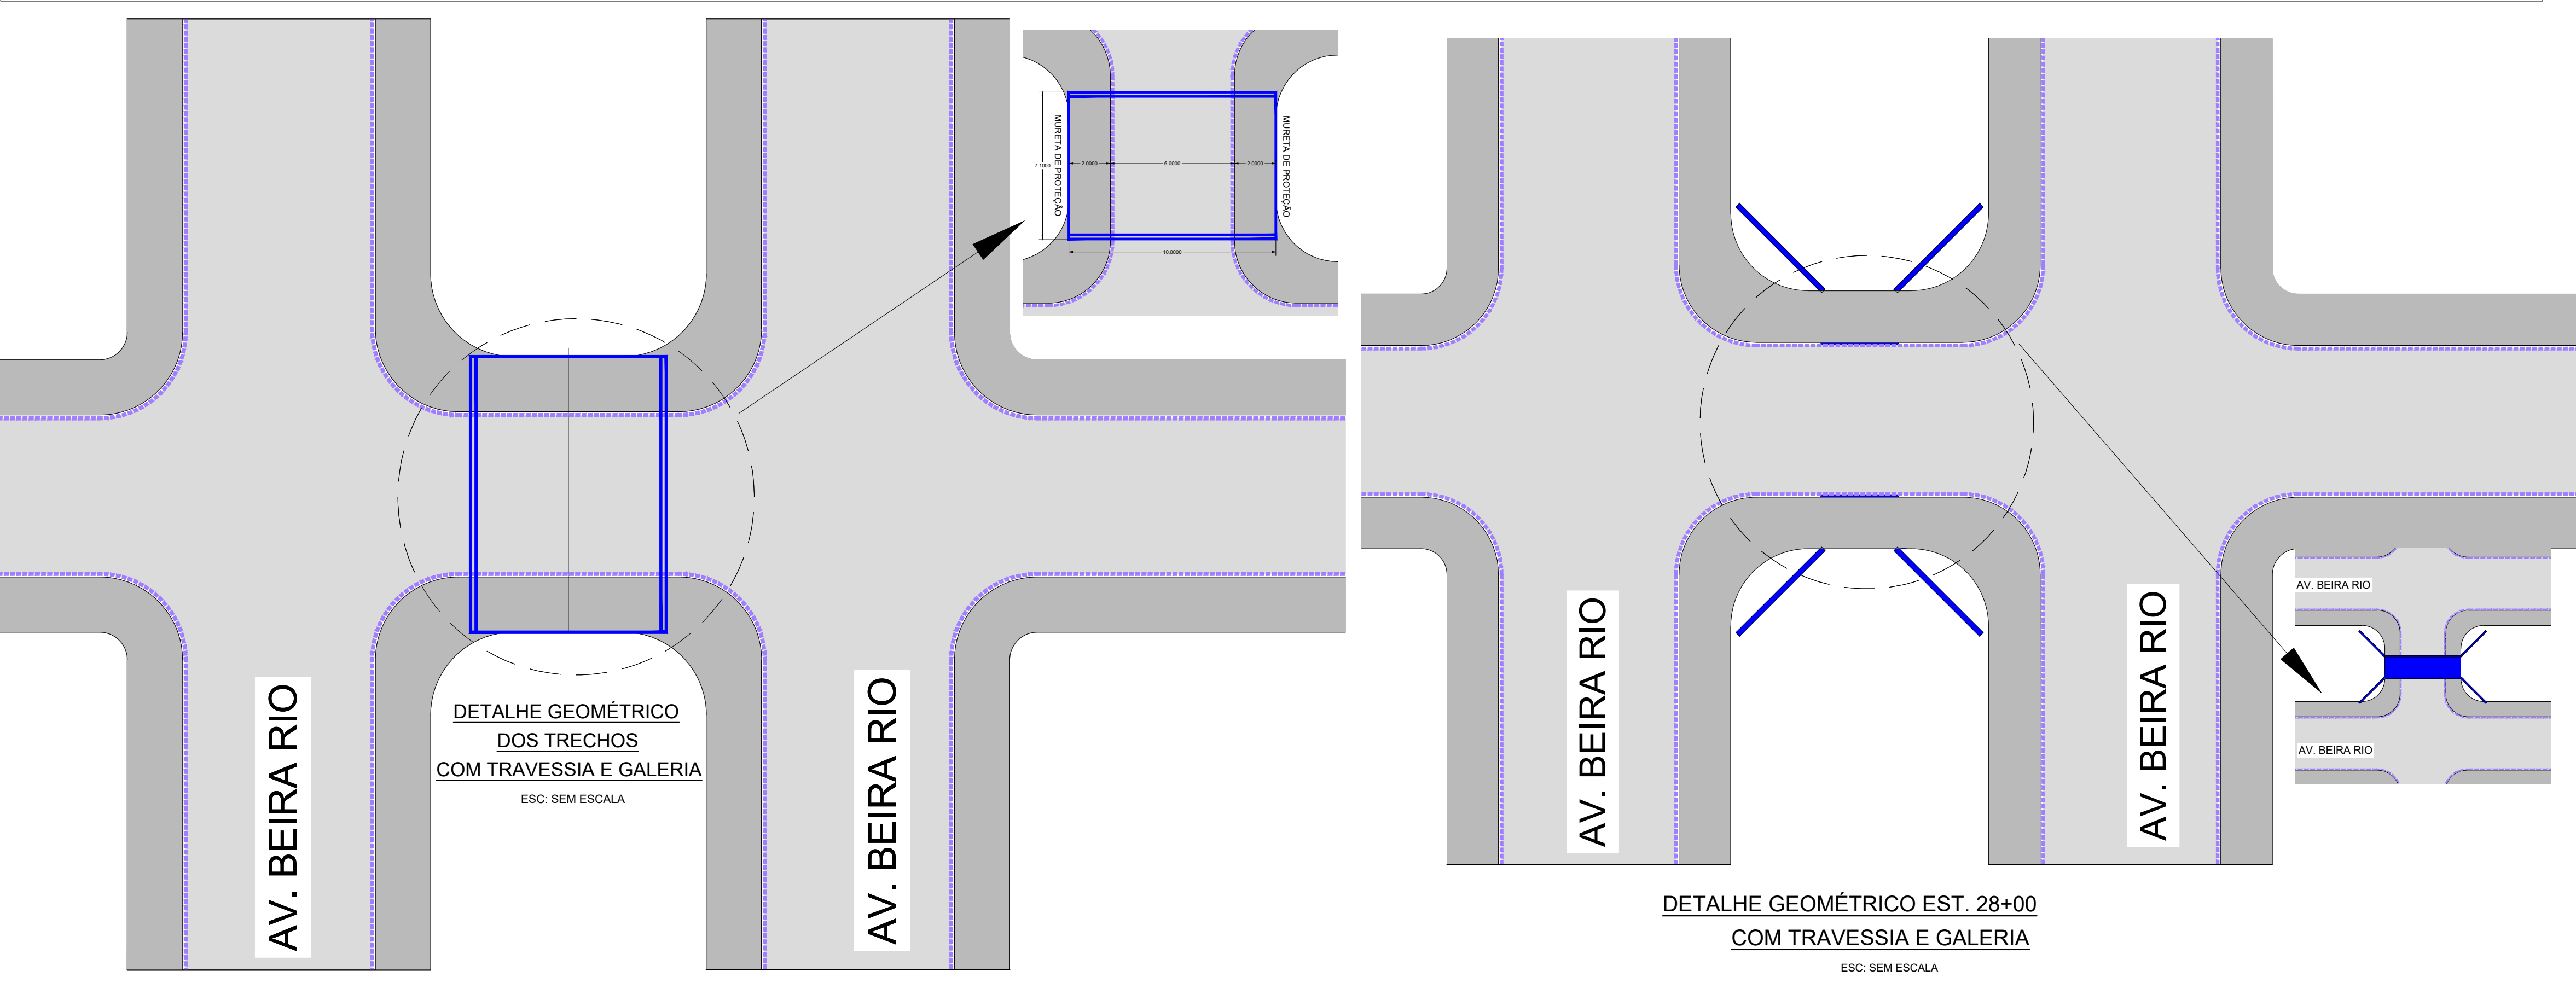 MURETA DE PROTEÇÃO
MURETA DE PROTEÇÃO
7.1000
2.0000
6.0000
2.0000
10.0000
AV. BEIRA RIO
AV. BEIRA RIO
DETALHE GEOMÉTRICO
DOS TRECHOS
COM TRAVESSIA E GALERIA
ESC: SEM ESCALA
AV. BEIRA RIO
AV. BEIRA RIO
AV. BEIRA RIO
AV. BEIRA RIO
DETALHE GEOMÉTRICO EST. 28+00
COM TRAVESSIA E GALERIA
ESC: SEM ESCALA